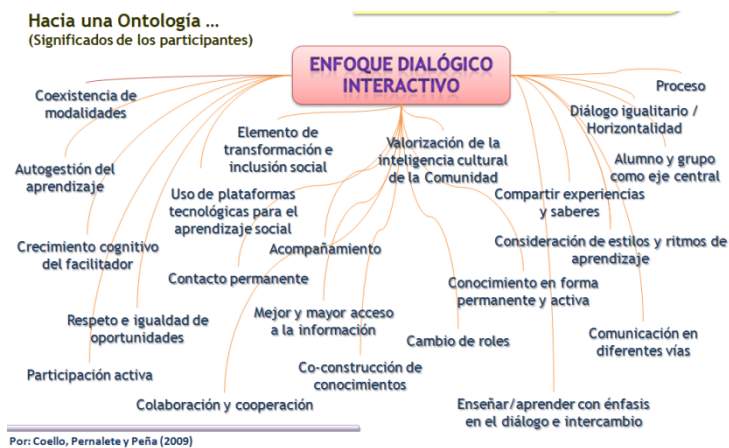 Hacia una Ontología ...
(Significados de los participantes)
ENFOQUE DIALÓGICO
INTERACTIVO
Coexistencia de
modalidades
Autogestión del
aprendizaje
Crecimiento cognitivo
del facilitador
Respeto e igualdad de
oportunidades
Participación activa
Elemento de
transformación e
inclusión social
Uso de plataformas
tecnológicas para el
aprendizaje social
Contacto permanente
Colaboración y cooperación
Acompañamiento
Mejor y mayor acceso
a la información
Co-construcción de
conocimientos
Valorización de la
inteligencia cultural
de la Comunidad
Cambio de roles
Conocimiento en forma
permanente y activa
Enseñar/aprender con énfasis
en el diálogo e intercambio
Compartir experiencias
y saberes
Consideración de estilos y ritmos de
aprendizaje
Comunicación en
diferentes vías
Proceso
Diálogo igualitario /
Horizontalidad
Alumno y grupo
como eje central
Por: Coello, Pernalete y Peña (2009)